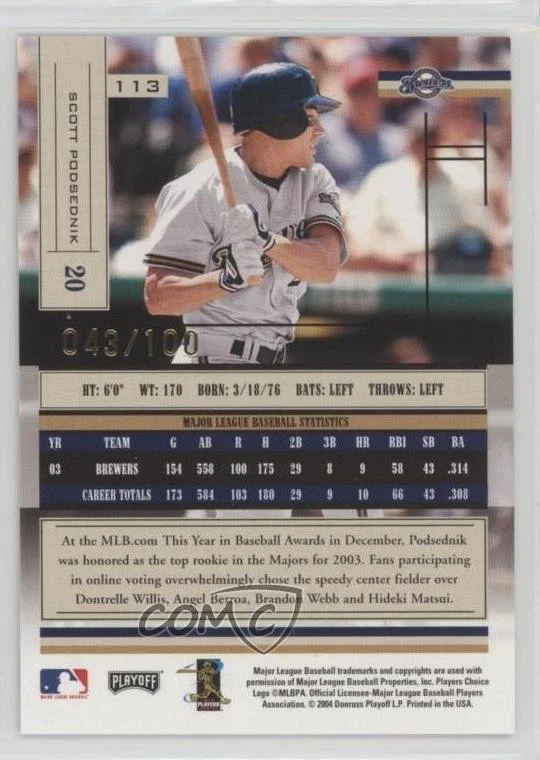 113
Brewers
SCOTT PODSEDNIK
20
043/100
HT: 6'0" WT: 170 BORN: 3/18/76 BATS: LEFT THROWS: LEFT
MAJOR LEAGUE BASEBALL STATISTICS
YR TEAM G AB R H 2B 3B HR RBI SB BA
03 BREWERS 154 558 100 175 29 8 9 58 43 .314
CAREER TOTALS 173 584 103 180 29 9 10 66 43 .308
At the MLB.com This Year in Baseball Awards in December, Podsednik
was honored as the top rookie in the Majors for 2003. Fans participating
in online voting overwhelmingly chose the speedy center fielder over
Dontrelle Willis, Angel Berroa, Brandon Webb and Hideki Matsui.
COMC
MAJOR LEAGUE BASEBALL
PLAYOFF
PLAYERS
Major League Baseball trademarks and copyrights are used with
permission of Major League Baseball Properties, Inc. Players Choice
Logo ©MLBPA. Official Licensee-Major League Baseball Players
Association. © 2004 Donruss Playoff L.P. Printed in the USA.